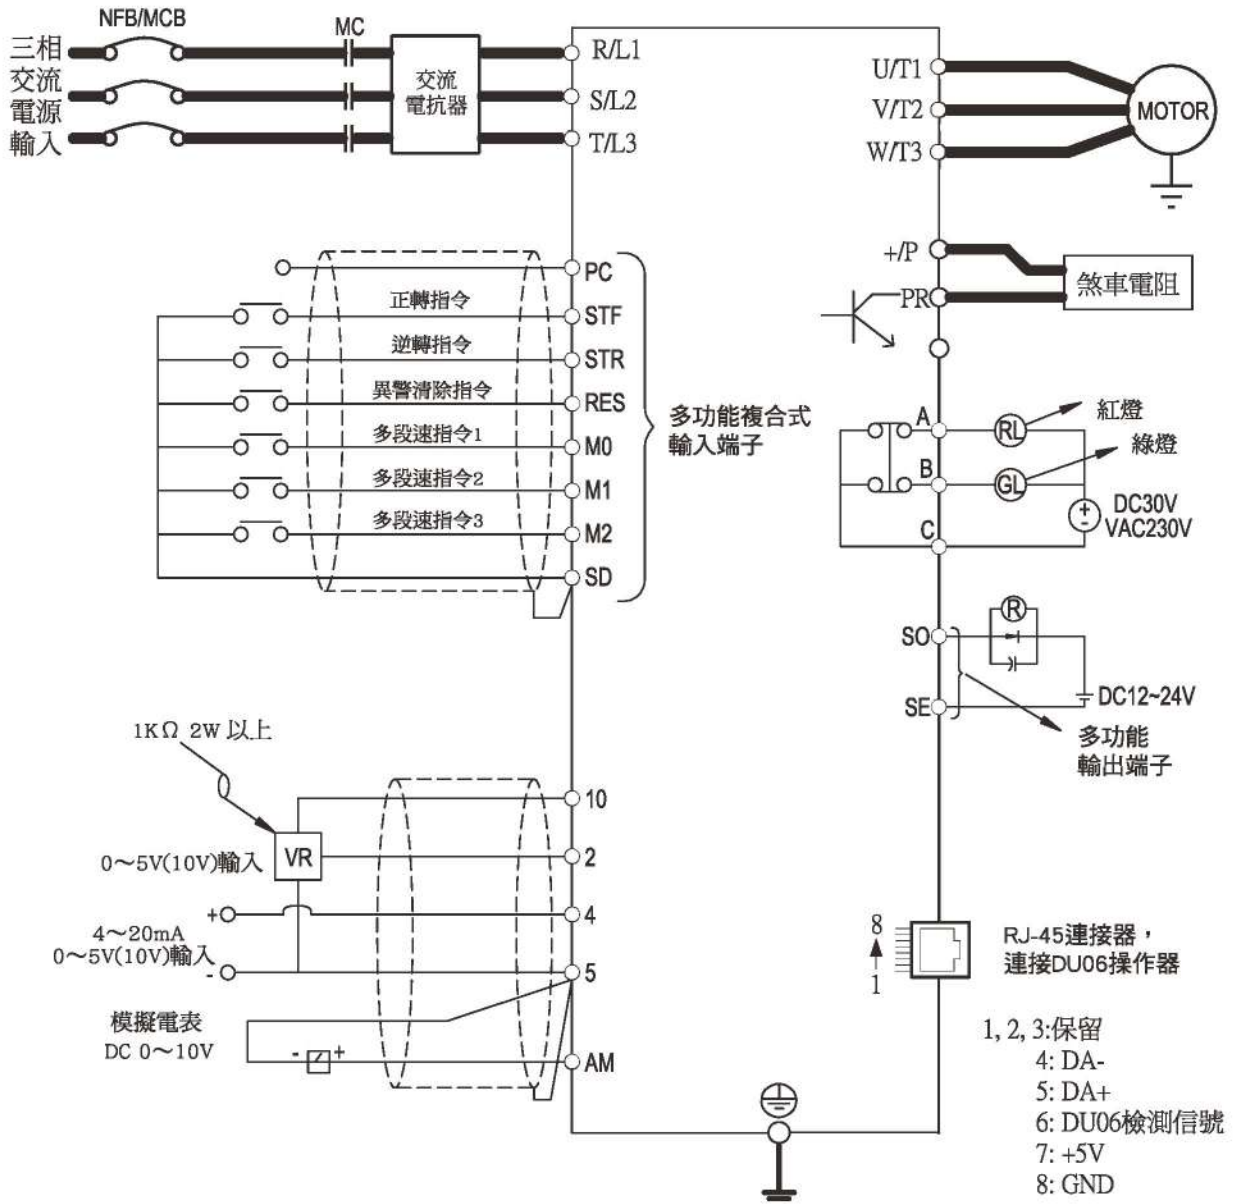 NFB/MCB
MC
三相
交流
電源
輸入
交流
電抗器
R/L1
S/L2
T/L3
U/T1
V/T2
W/T3
MOTOR
+/P
PR
煞車電阻
PC
正轉指令
STF
逆轉指令
STR
異警清除指令
RES
多段速指令1
M0
多段速指令2
M1
多段速指令3
M2
SD
多功能複合式
輸入端子
A
RL
紅燈
B
GL
綠燈
C
+
-
DC30V
VAC230V
SO
R
SE
DC12~24V
多功能
輸出端子
1KΩ 2W 以上
10
VR
2
0～5V(10V)輸入
+
4
4～20mA
0～5V(10V)輸入
-
5
模擬電表
DC 0～10V
- +
AM
8
1
RJ-45連接器，
連接DU06操作器
1, 2, 3:保留
4: DA-
5: DA+
6: DU06檢測信號
7: +5V
8: GND